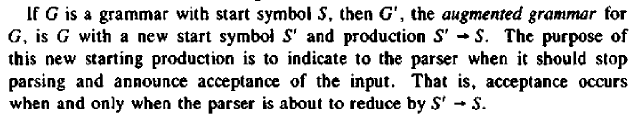 If G is a grammar with start symbol S, then G', the augmented grammar for
G, is G with a new start symbol S' and production S' → S. The purpose of
this new starting production is to indicate to the parser when it should stop
parsing and announce acceptance of the input. That is, acceptance occurs
when and only when the parser is about to reduce by S' → S.